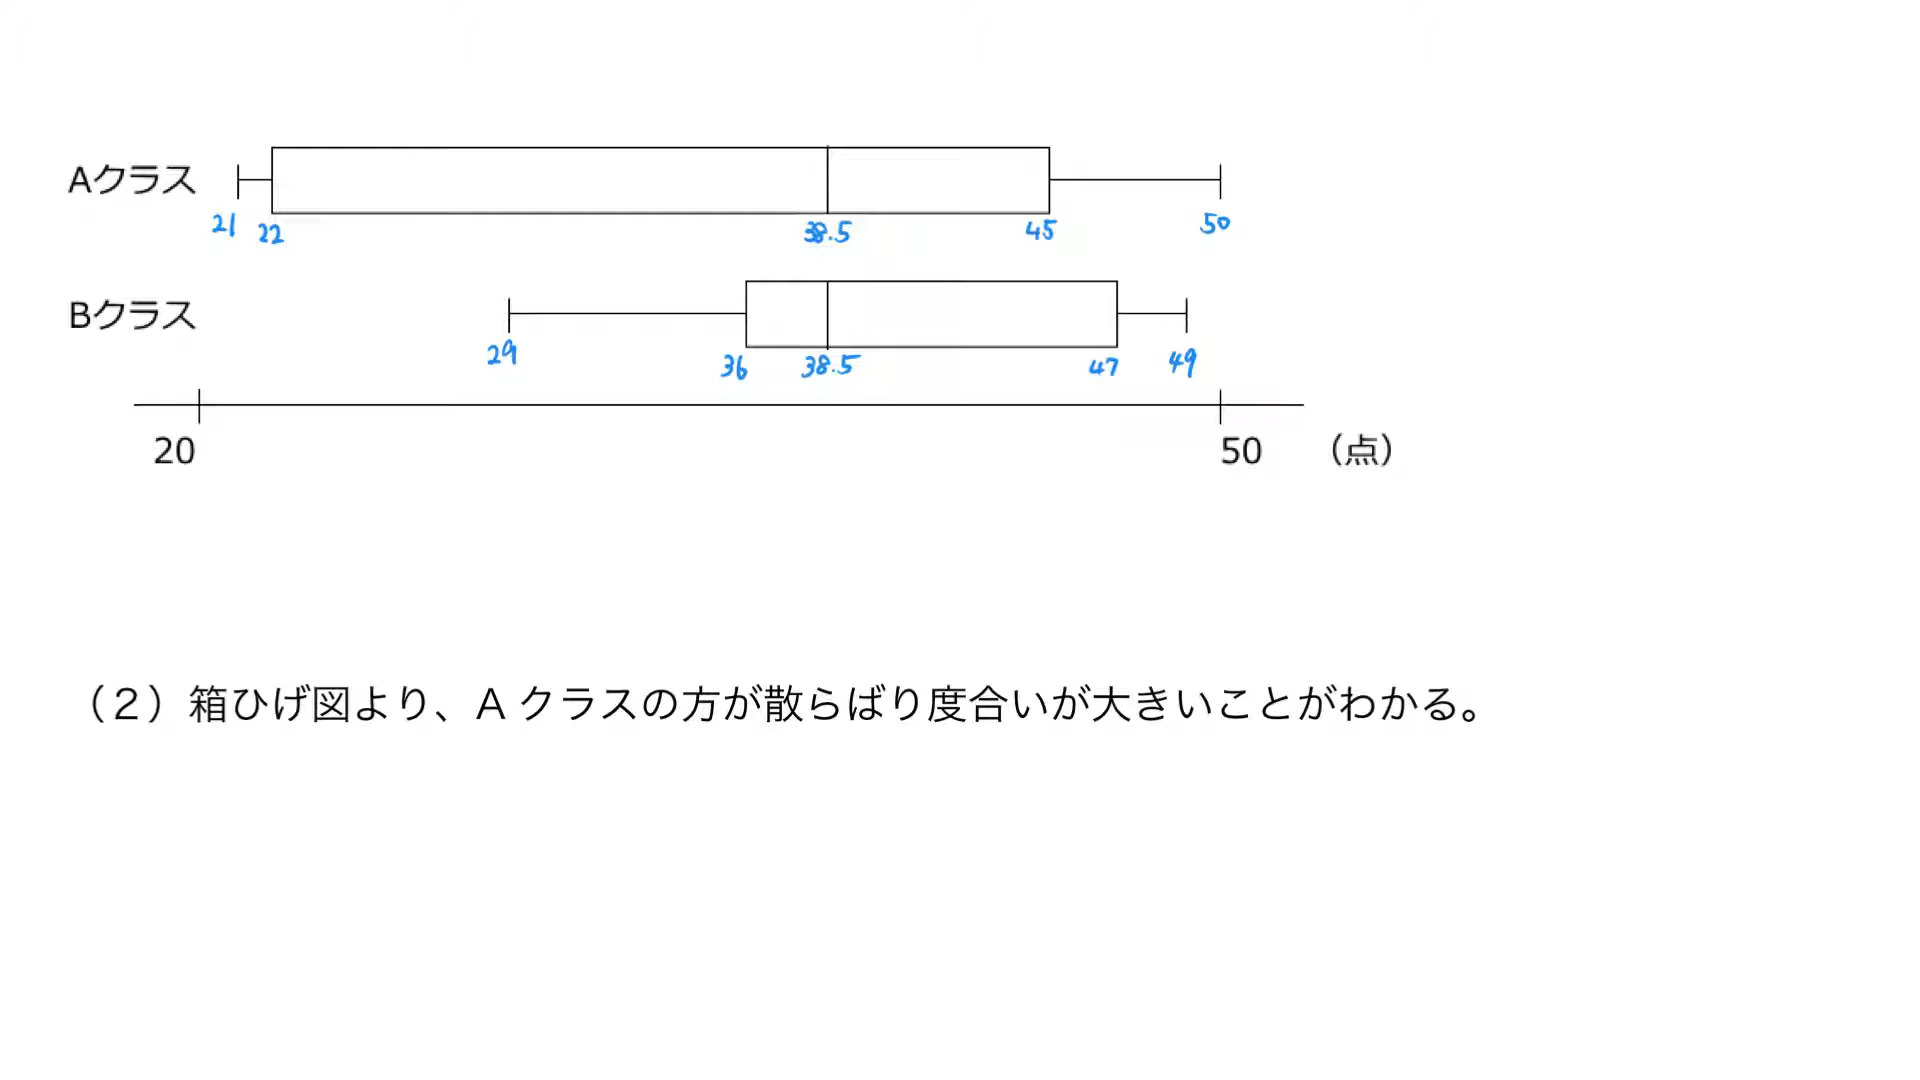 Aクラス
21 22 38.5 45 50
Bクラス
29 36 38.5 47 49
20 50 （点）
（２）箱ひげ図より、Ａクラスの方が散らばり度合いが大きいことがわかる。